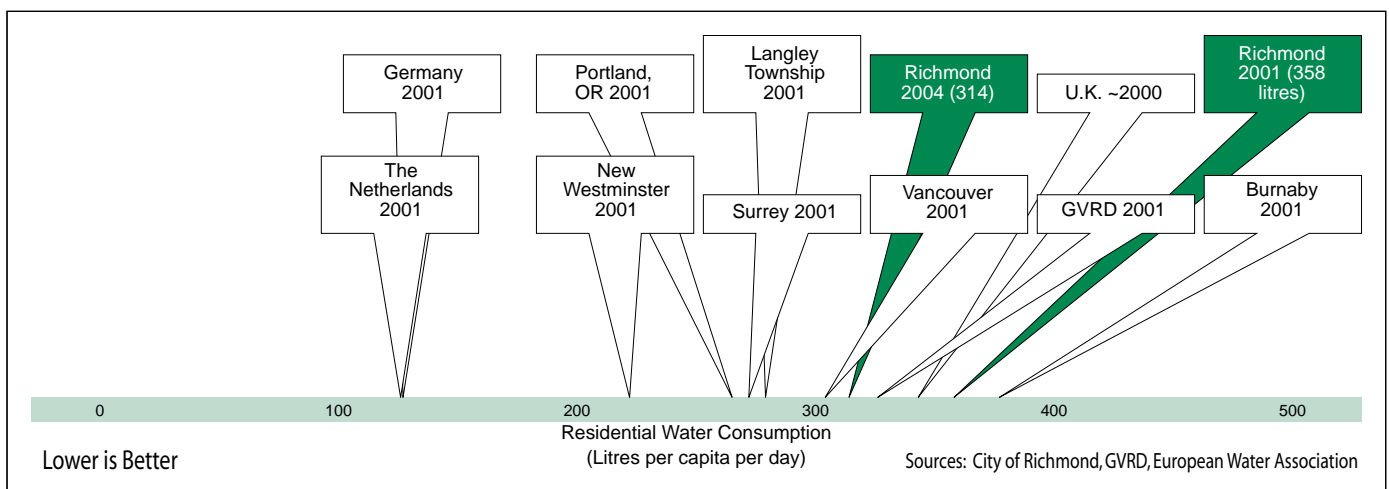 Germany
2001
Portland,
OR 2001
Langley
Township
2001
Richmond
2004 (314)
U.K. ~2000
Richmond
2001 (358
litres)
The
Netherlands
2001
New
Westminster
2001
Surrey 2001
Vancouver
2001
GVRD 2001
Burnaby
2001
0 100 200 300 400 500
Residential Water Consumption
(Litres per capita per day)
Lower is Better
Sources: City of Richmond, GVRD, European Water Association